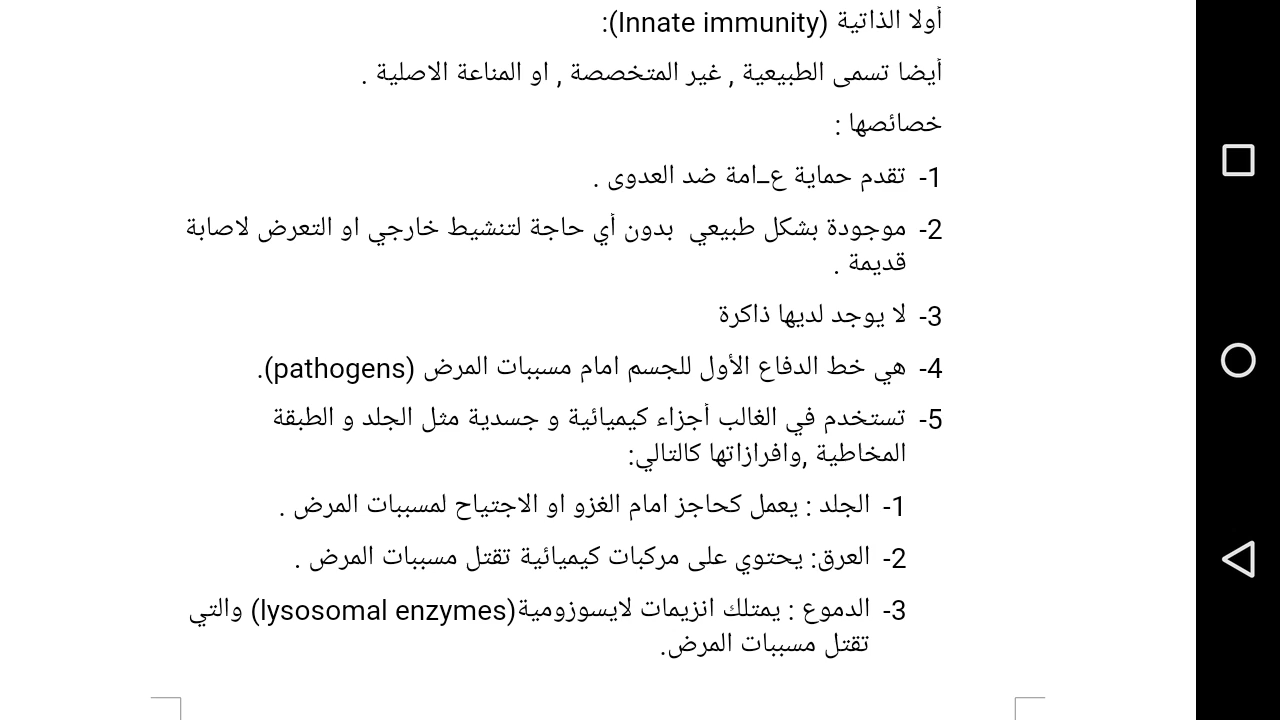 أولا الذاتية (Innate immunity):
أيضا تسمى الطبيعية , غير المتخصصة , او المناعة الاصلية .
خصائصها :
1- تقدم حماية عــامة ضد العدوى .
2- موجودة بشكل طبيعي بدون أي حاجة لتنشيط خارجي او التعرض لاصابة
قديمة .
3- لا يوجد لديها ذاكرة
4- هي خط الدفاع الأول للجسم امام مسببات المرض (pathogens).
5- تستخدم في الغالب أجزاء كيميائية و جسدية مثل الجلد و الطبقة
المخاطية ,وافرازاتها كالتالي:
1- الجلد : يعمل كحاجز امام الغزو او الاجتياح لمسببات المرض .
2- العرق: يحتوي على مركبات كيميائية تقتل مسببات المرض .
3- الدموع : يمتلك انزيمات لايسوزومية(lysosomal enzymes) والتي
تقتل مسببات المرض.